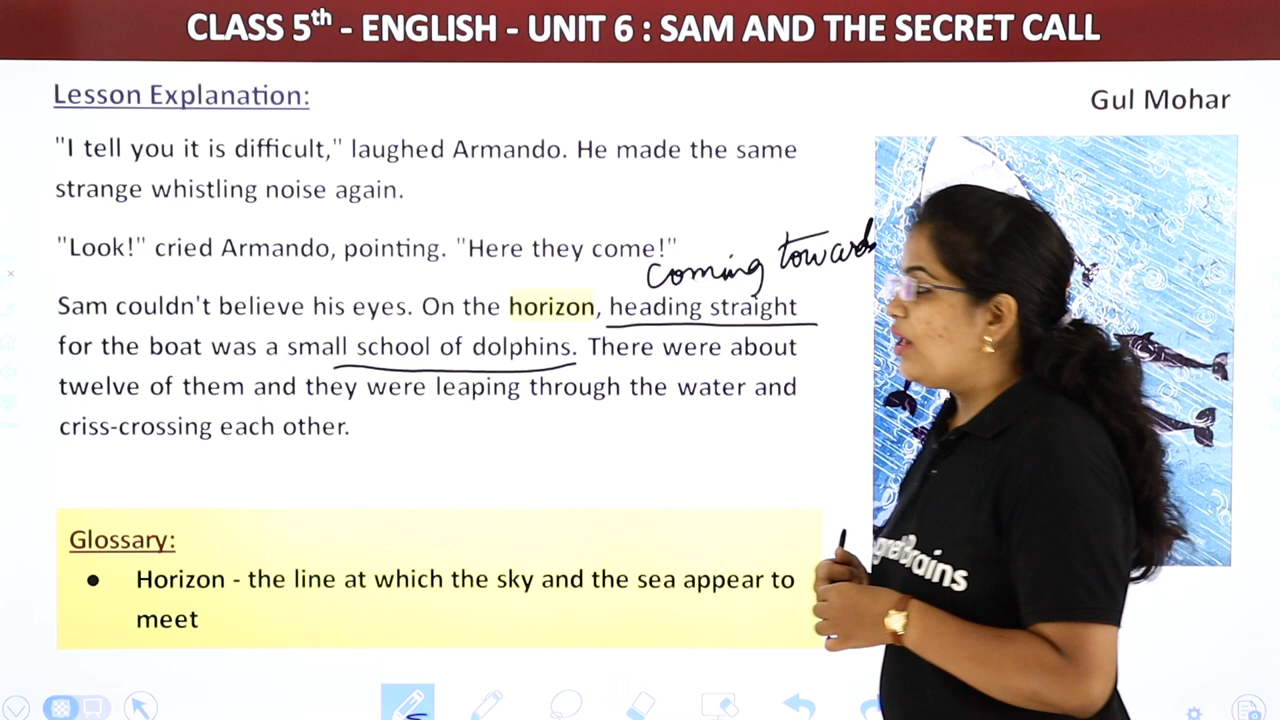 CLASS 5th - ENGLISH - UNIT 6 : SAM AND THE SECRET CALL
Lesson Explanation:
Gul Mohar
"I tell you it is difficult," laughed Armando. He made the same
strange whistling noise again.
"Look!" cried Armando, pointing. "Here they come!"
coming towards
Sam couldn't believe his eyes. On the horizon, heading straight
for the boat was a small school of dolphins. There were about
twelve of them and they were leaping through the water and
criss-crossing each other.
Glossary:
● Horizon - the line at which the sky and the sea appear to
meet